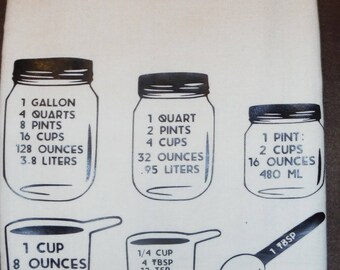 1 GALLON
4 QUARTS
8 PINTS
16 CUPS
128 OUNCES
3.8 LITERS
1 QUART
2 PINTS
4 CUPS
32 OUNCES
.95 LITERS
1 PINT:
2 CUPS
16 OUNCES
480 ML
1 CUP
8 OUNCES
1/4 CUP
4 TBSP
12 TSP
1 TBSP